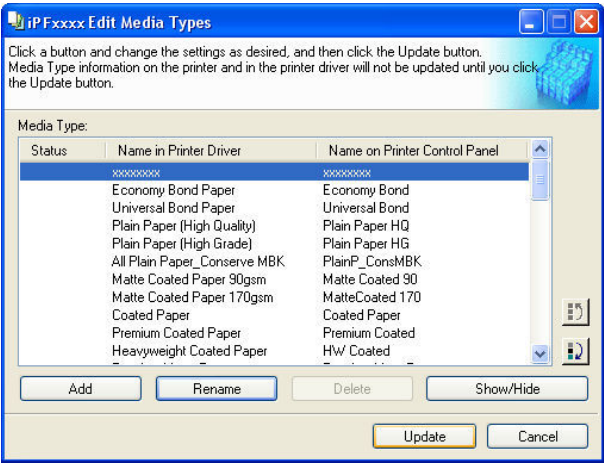 iPFxxxx Edit Media Types
Click a button and change the settings as desired, and then click the Update button.
Media Type information on the printer and in the printer driver will not be updated until you click
the Update button.
Media Type:
Status Name in Printer Driver Name on Printer Control Panel
xxxxxxxx xxxxxxxx
Economy Bond Paper Economy Bond
Universal Bond Paper Universal Bond
Plain Paper (High Quality) Plain Paper HQ
Plain Paper (High Grade) Plain Paper HG
All Plain Paper_Conserve MBK PlainP_ConsMBK
Matte Coated Paper 90gsm Matte Coated 90
Matte Coated Paper 170gsm MatteCoated 170
Coated Paper Coated Paper
Premium Coated Paper Premium Coated
Heavyweight Coated Paper HW Coated
Add Rename Delete Show/Hide
Update Cancel